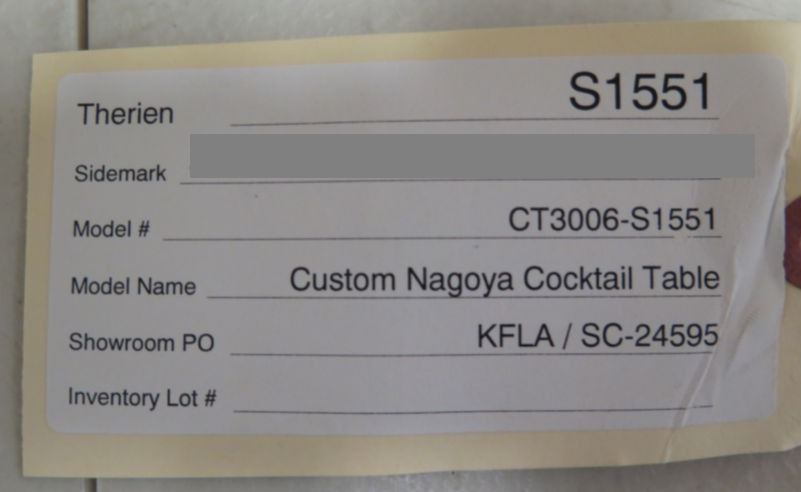 Therien S1551
Sidemark
Model # CT3006-S1551
Model Name Custom Nagoya Cocktail Table
Showroom PO KFLA / SC-24595
Inventory Lot #